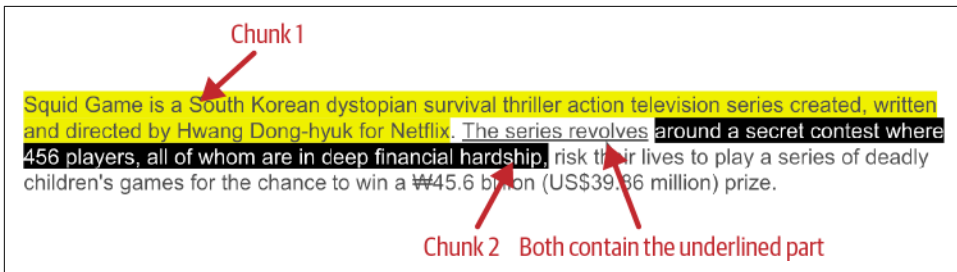 Chunk 1
Squid Game is a South Korean dystopian survival thriller action television series created, written
and directed by Hwang Dong-hyuk for Netflix. The series revolves around a secret contest where
456 players, all of whom are in deep financial hardship, risk their lives to play a series of deadly
children's games for the chance to win a ₩45.6 billion (US$39.86 million) prize.
Chunk 2 Both contain the underlined part